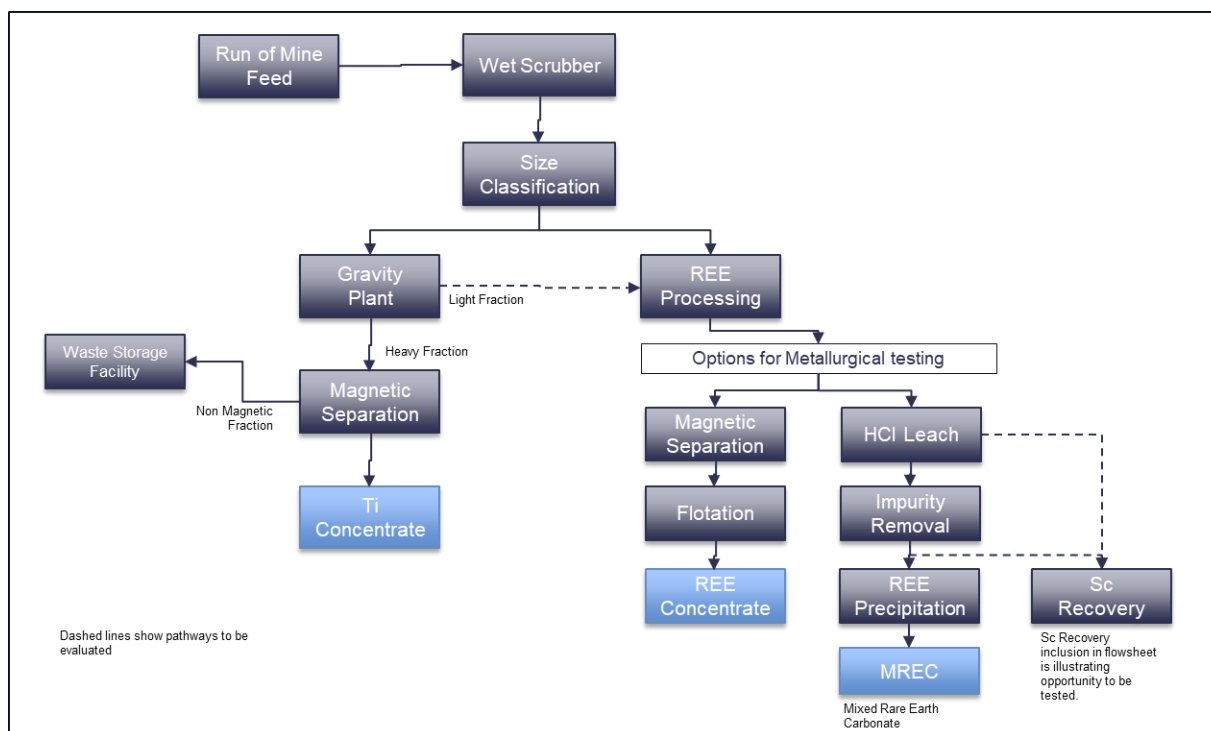 Run of Mine
Feed
Wet Scrubber
Size
Classification
Gravity
Plant
Light Fraction
REE
Processing
Heavy Fraction
Waste Storage
Facility
Options for Metallurgical testing
Magnetic
Separation
Non Magnetic
Fraction
Magnetic
Separation
HCl Leach
Ti
Concentrate
Flotation
Impurity
Removal
REE
Concentrate
REE
Precipitation
Sc
Recovery
Dashed lines show pathways to be
evaluated
Sc Recovery
inclusion in flowsheet
is illustrating
opportunity to be
tested.
MREC
Mixed Rare Earth
Carbonate